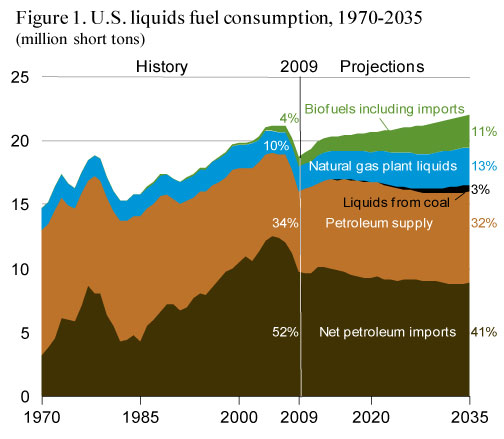 Figure 1. U.S. liquids fuel consumption, 1970-2035
(million short tons)
25
History
2009
Projections
4%
Biofuels including imports
11%
20
10%
Natural gas plant liquids
13%
Liquids from coal
3%
15
34%
Petroleum supply
32%
10
5
52%
Net petroleum imports
41%
0
1970
1985
2000
2009
2020
2035